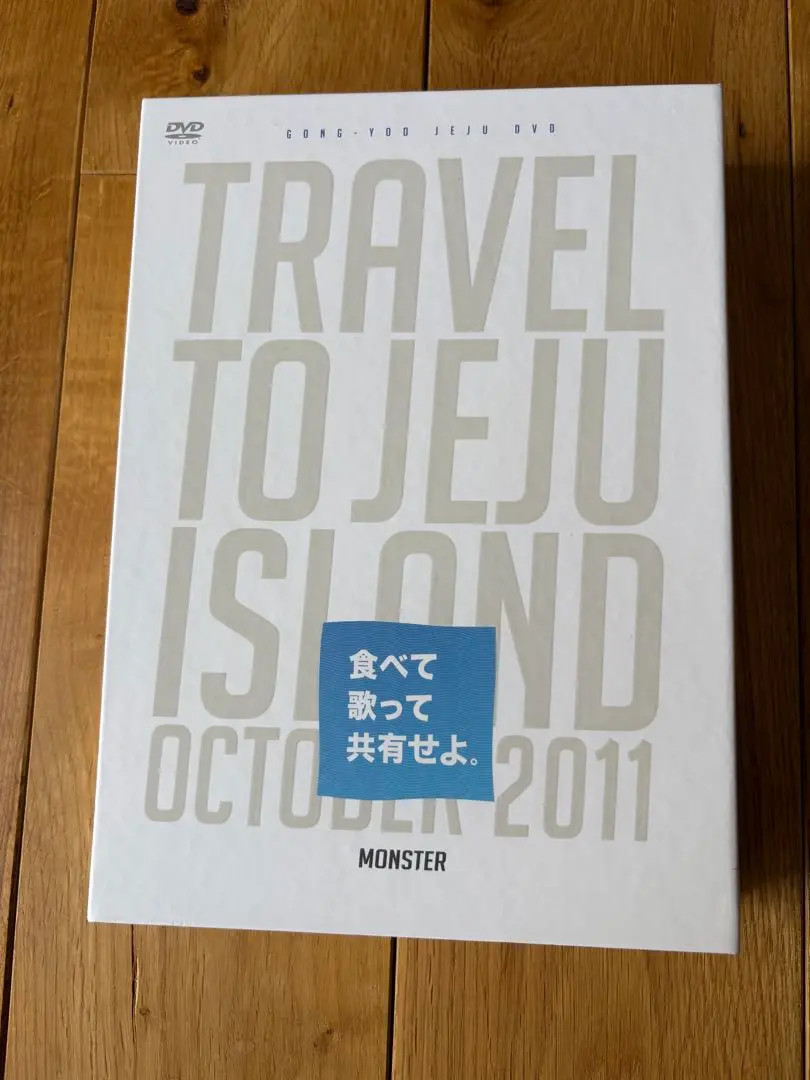 DVD
VIDEO
GONG-YOO JEJU DVD
TRAVEL
TO JEJU
ISLAND
食べて
歌って
共有せよ。
OCTOBER 2011
MONSTER